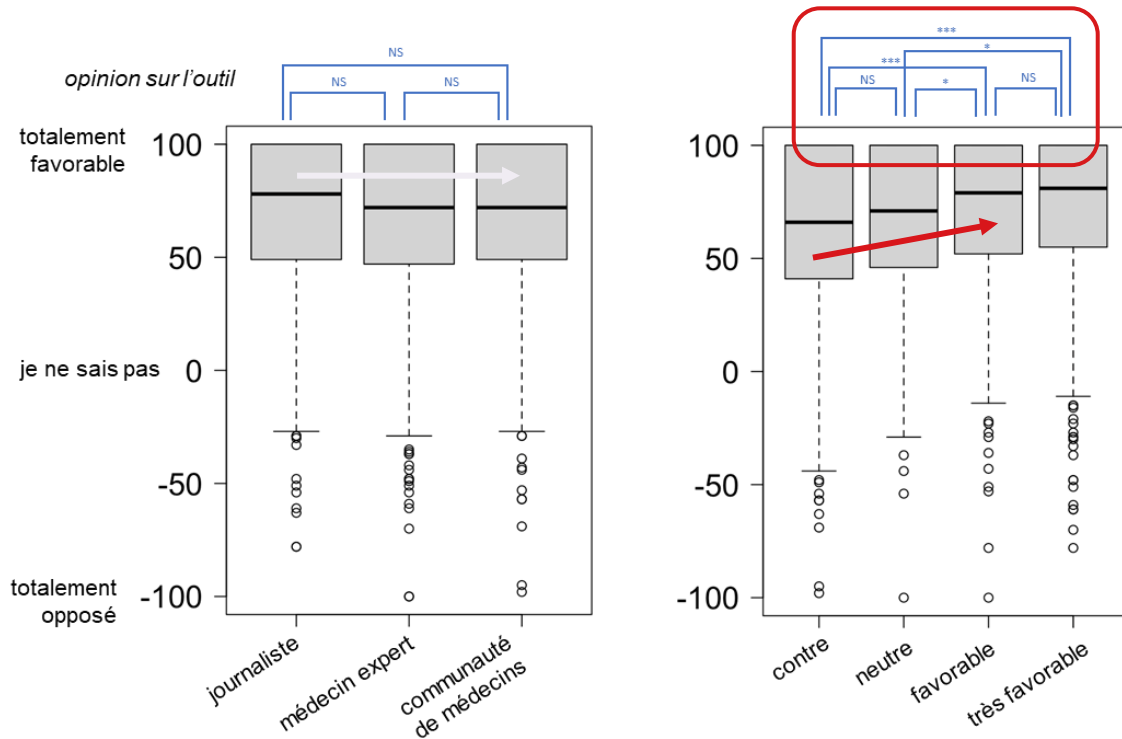 NS
opinion sur l'outil
NS
NS
totalement
favorable
100
50
je ne sais pas
0
-50
totalement
opposé
-100
journaliste
médecin expert
communauté
de médecins
***
*
***
NS
*
NS
100
50
0
-50
-100
contre
neutre
favorable
très favorable